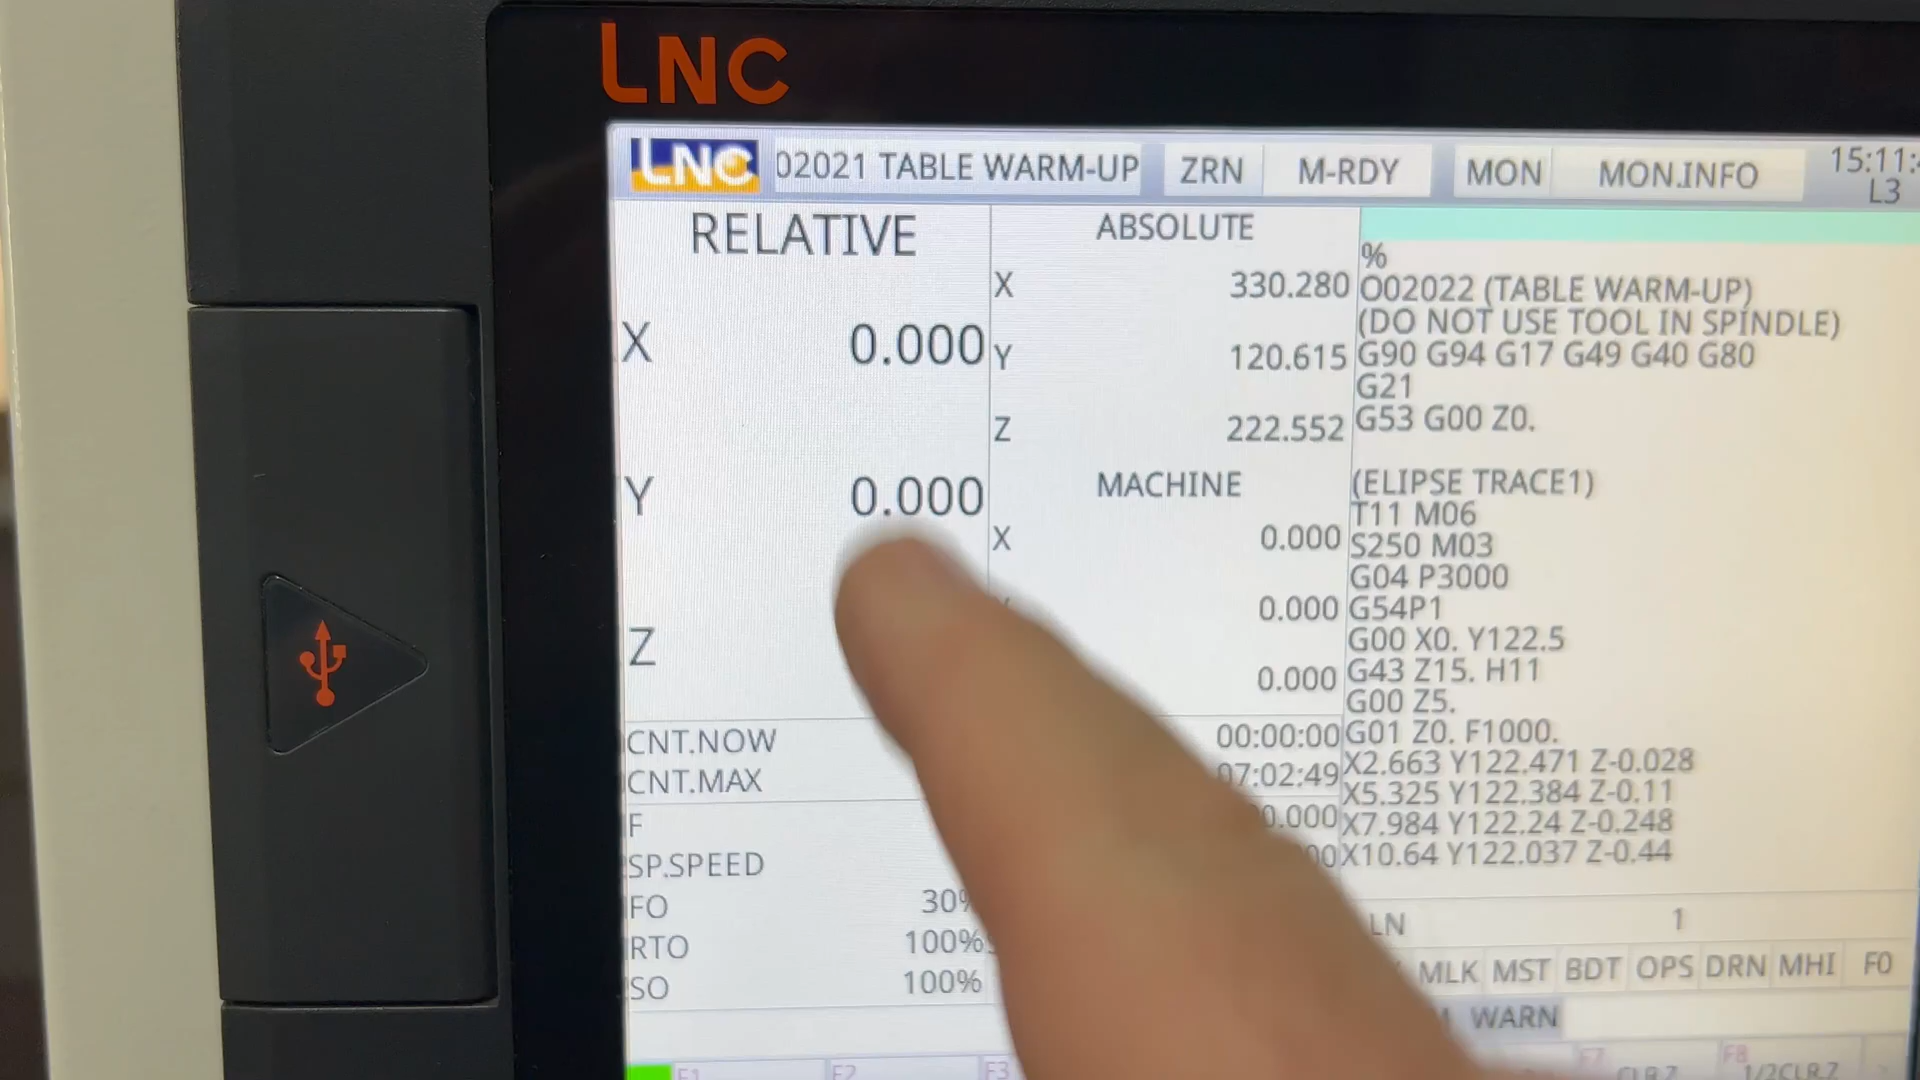 LNC
LNC O2021 TABLE WARM-UP ZRN M-RDY MON MON.INFO 15:11:
L3
RELATIVE
X 0.000
Y 0.000
Z
CNT.NOW 00:00:00
CNT.MAX 07:02:49
F
SP.SPEED
FO 30%
RTO 100%
SO 100%
ABSOLUTE
X 330.280
Y 120.615
Z 222.552
MACHINE
X 0.000
0.000
0.000
%
O02022 (TABLE WARM-UP)
(DO NOT USE TOOL IN SPINDLE)
G90 G94 G17 G49 G40 G80
G21
G53 G00 Z0.
(ELIPSE TRACE1)
T11 M06
S250 M03
G04 P3000
G54P1
G00 X0. Y122.5
G43 Z15. H11
G00 Z5.
G01 Z0. F1000.
X2.663 Y122.471 Z-0.028
X5.325 Y122.384 Z-0.11
X7.984 Y122.24 Z-0.248
X10.64 Y122.037 Z-0.44
LN 1
MLK MST BDT OPS DRN MHI F0
WARN
F1 F2 F3 F7 CLR.Z F8 1/2CLR.Z